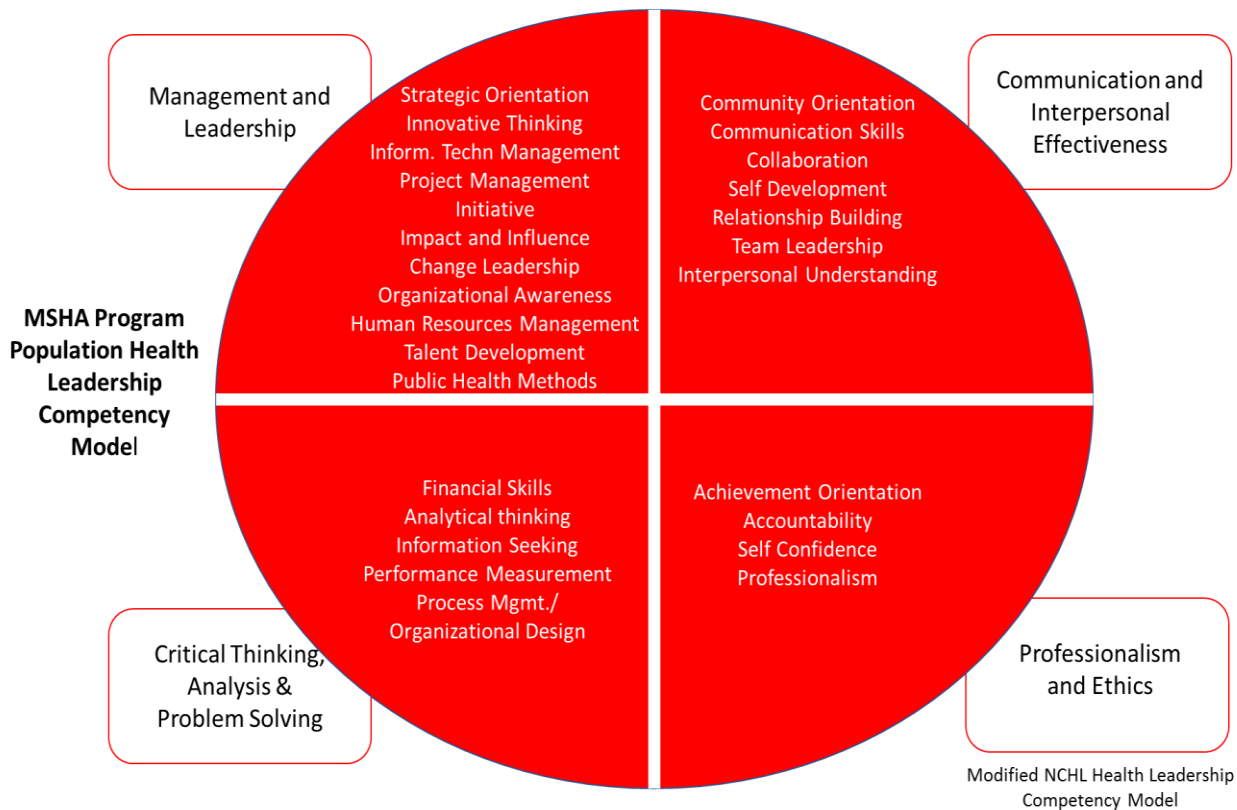 Management and
Leadership
Strategic Orientation
Innovative Thinking
Inform. Techn Management
Project Management
Initiative
Impact and Influence
Change Leadership
Organizational Awareness
Human Resources Management
Talent Development
Public Health Methods
Community Orientation
Communication Skills
Collaboration
Self Development
Relationship Building
Team Leadership
Interpersonal Understanding
Communication and
Interpersonal
Effectiveness
MSHA Program
Population Health
Leadership
Competency
Model
Critical Thinking,
Analysis &
Problem Solving
Financial Skills
Analytical thinking
Information Seeking
Performance Measurement
Process Mgmt./
Organizational Design
Achievement Orientation
Accountability
Self Confidence
Professionalism
Professionalism
and Ethics
Modified NCHL Health Leadership
Competency Model